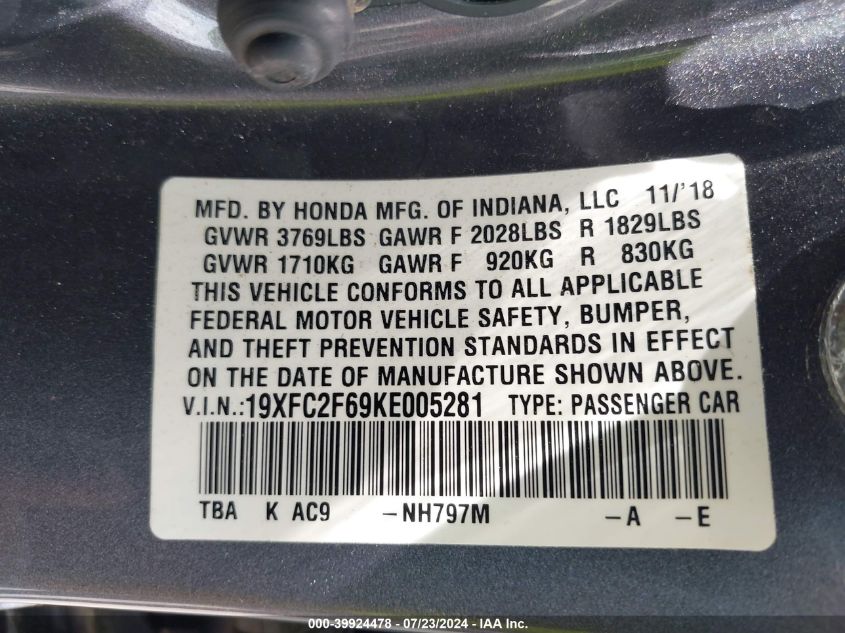 MFD. BY HONDA MFG. OF INDIANA, LLC 11/'18
GVWR 3769LBS GAWR F 2028LBS R 1829LBS
GVWR 1710KG GAWR F 920KG R 830KG
THIS VEHICLE CONFORMS TO ALL APPLICABLE
FEDERAL MOTOR VEHICLE SAFETY, BUMPER,
AND THEFT PREVENTION STANDARDS IN EFFECT
ON THE DATE OF MANUFACTURE SHOWN ABOVE.
V.I.N.:19XFC2F69KE005281 TYPE: PASSENGER CAR
TBA K AC9 -NH797M -A -E
000-39924478 - 07/23/2024 - IAA Inc.